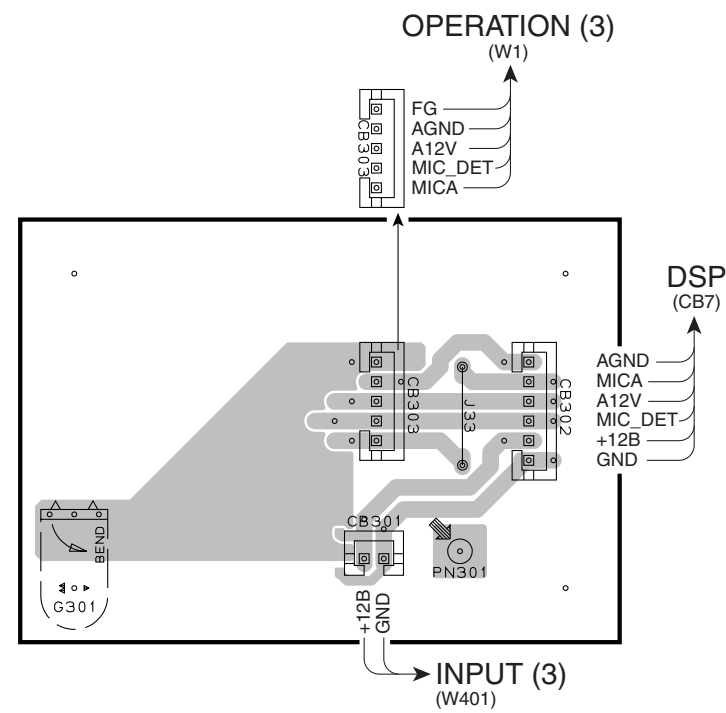 OPERATION (3)
(W1)
CB303
FG
AGND
A12V
MIC_DET
MICA
DSP
(CB7)
CB303
J33
CB302
AGND
MICA
A12V
MIC_DET
+12B
GND
BEND
G301
CB301
PN301
+12B
GND
INPUT (3)
(W401)